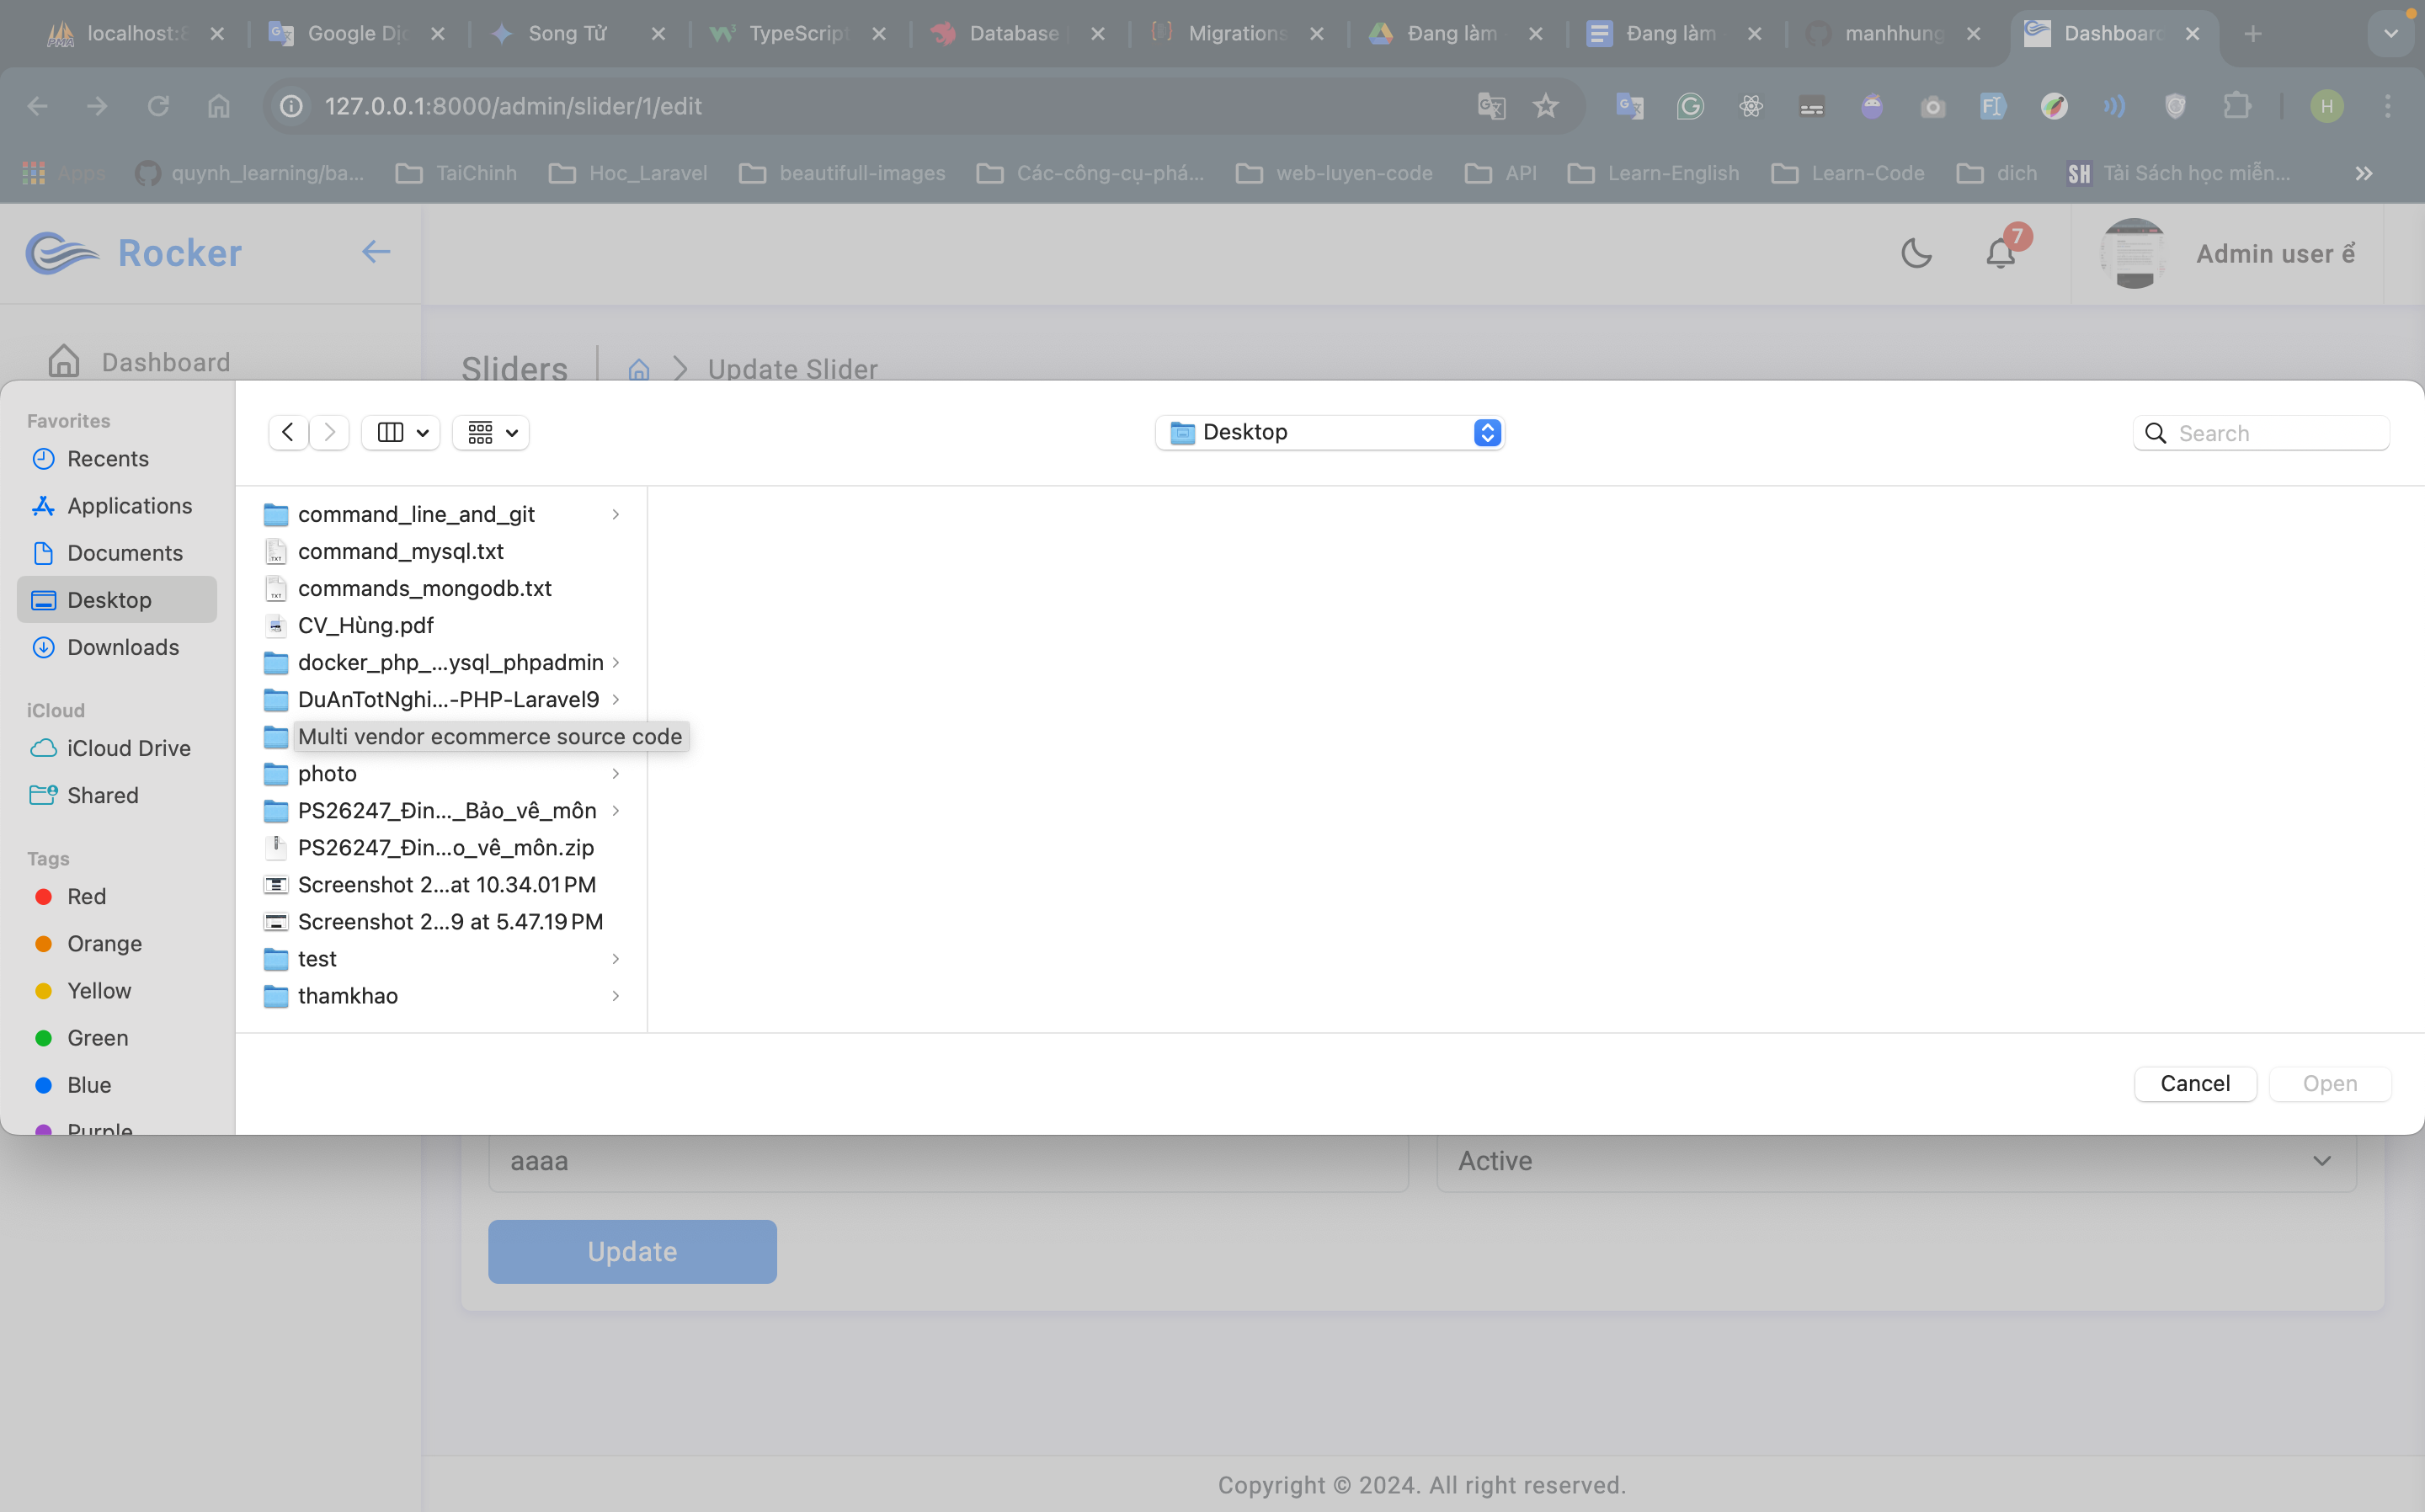 localhost:8
Google Dịc
Song Tử
TypeScript
Database
Migrations
Đang làm
Đang làm
manhhung
Dashboard
127.0.0.1:8000/admin/slider/1/edit
H
Apps
quynh_learning/ba...
TaiChinh
Hoc_Laravel
beautifull-images
Các-công-cụ-phá...
web-luyen-code
API
Learn-English
Learn-Code
dich
SH Tải Sách học miễn...
Rocker
7
Admin user ể
Dashboard
Sliders
Update Slider
Favorites
Recents
Applications
Documents
Desktop
Downloads
iCloud
iCloud Drive
Shared
Tags
Red
Orange
Yellow
Green
Blue
Purple
Desktop
Search
command_line_and_git
command_mysql.txt
commands_mongodb.txt
CV_Hùng.pdf
docker_php_...ysql_phpadmin
DuAnTotNghi...-PHP-Laravel9
Multi vendor ecommerce source code
photo
PS26247_Đin..._Bảo_vê_môn
PS26247_Đin...o_vê_môn.zip
Screenshot 2...at 10.34.01 PM
Screenshot 2...9 at 5.47.19 PM
test
thamkhao
Cancel
Open
aaaa
Active
Update
Copyright © 2024. All right reserved.